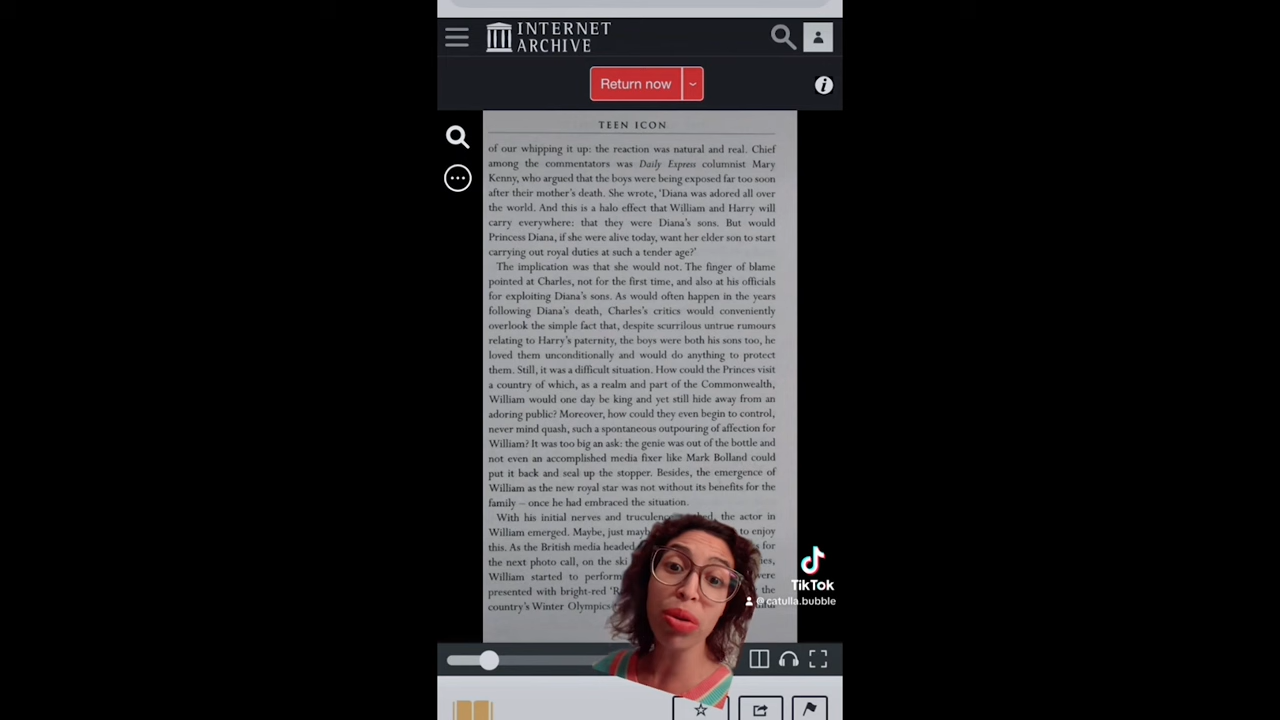 INTERNET
ARCHIVE
Return now
TEEN ICON
of our whipping it up: the reaction was natural and real. Chief
among the commentators was Daily Express columnist Mary
Kenny, who argued that the boys were being exposed far too soon
after their mother's death. She wrote, 'Diana was adored all over
the world. And this is a halo effect that William and Harry will
carry everywhere: that they were Diana's sons. But would
Princess Diana, if she were alive today, want her elder son to start
carrying out royal duties at such a tender age?'
The implication was that she would not. The finger of blame
pointed at Charles, not for the first time, and also at his officials
for exploiting Diana's sons. As would often happen in the years
following Diana's death, Charles's critics would conveniently
overlook the simple fact that, despite scurrilous untrue rumours
relating to Harry's paternity, the boys were both his sons too, he
loved them unconditionally and would do anything to protect
them. Still, it was a difficult situation. How could the Princes visit
a country of which, as a realm and part of the Commonwealth,
William would one day be king and yet still hide away from an
adoring public? Moreover, how could they even begin to control,
never mind quash, such a spontaneous outpouring of affection for
William? It was too big an ask: the genie was out of the bottle and
not even an accomplished media fixer like Mark Bolland could
put it back and seal up the stopper. Besides, the emergence of
William as the new royal star was not without its benefits for the
family – once he had embraced the situation.
With his initial nerves and truculence the actor in
William emerged. Maybe, just to enjoy
this. As the British media headed for
the next photo call, on the ski
William started to were
presented with bright-red the
country's Winter Olympics
TikTok
@catulla.bubble